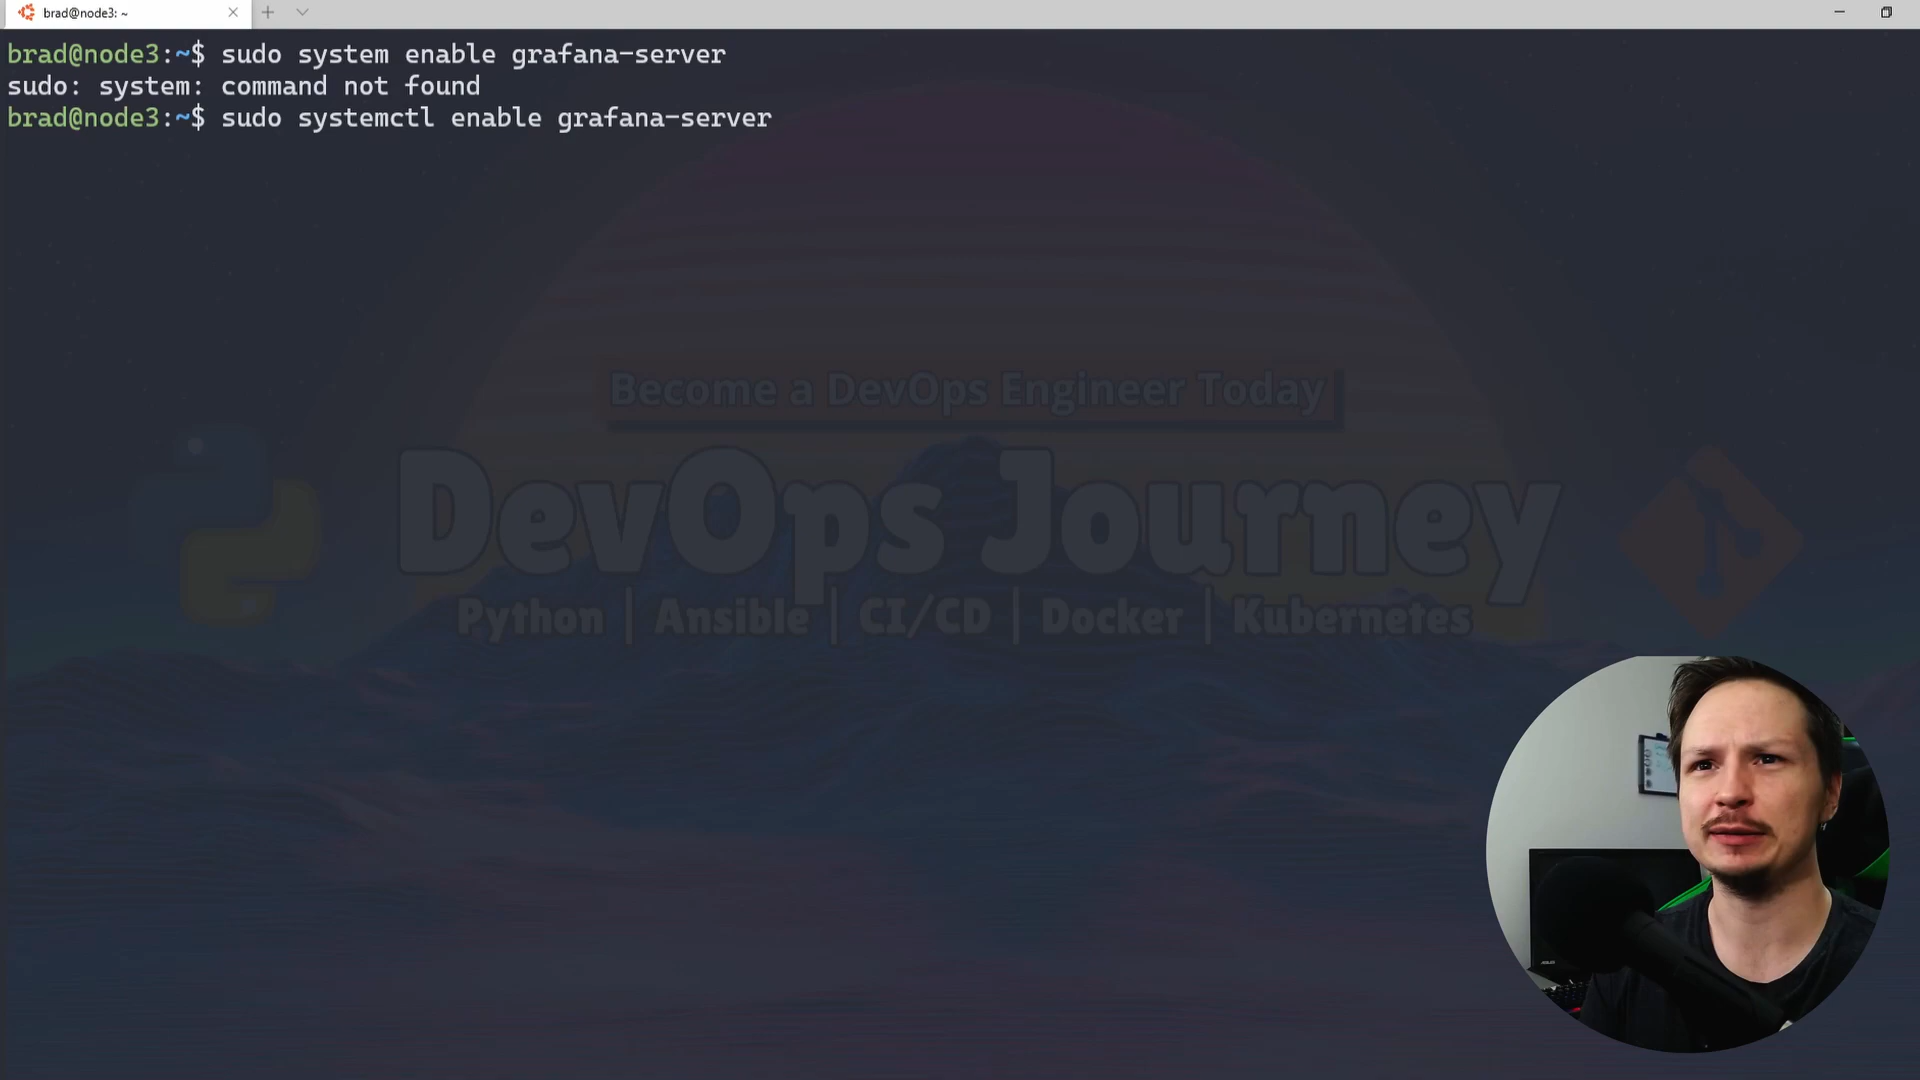 brad@node3: ~
brad@node3:~$ sudo system enable grafana-server
sudo: system: command not found
brad@node3:~$ sudo systemctl enable grafana-server
Become a DevOps Engineer Today
DevOps Journey
Python | Ansible | CI/CD | Docker | Kubernetes